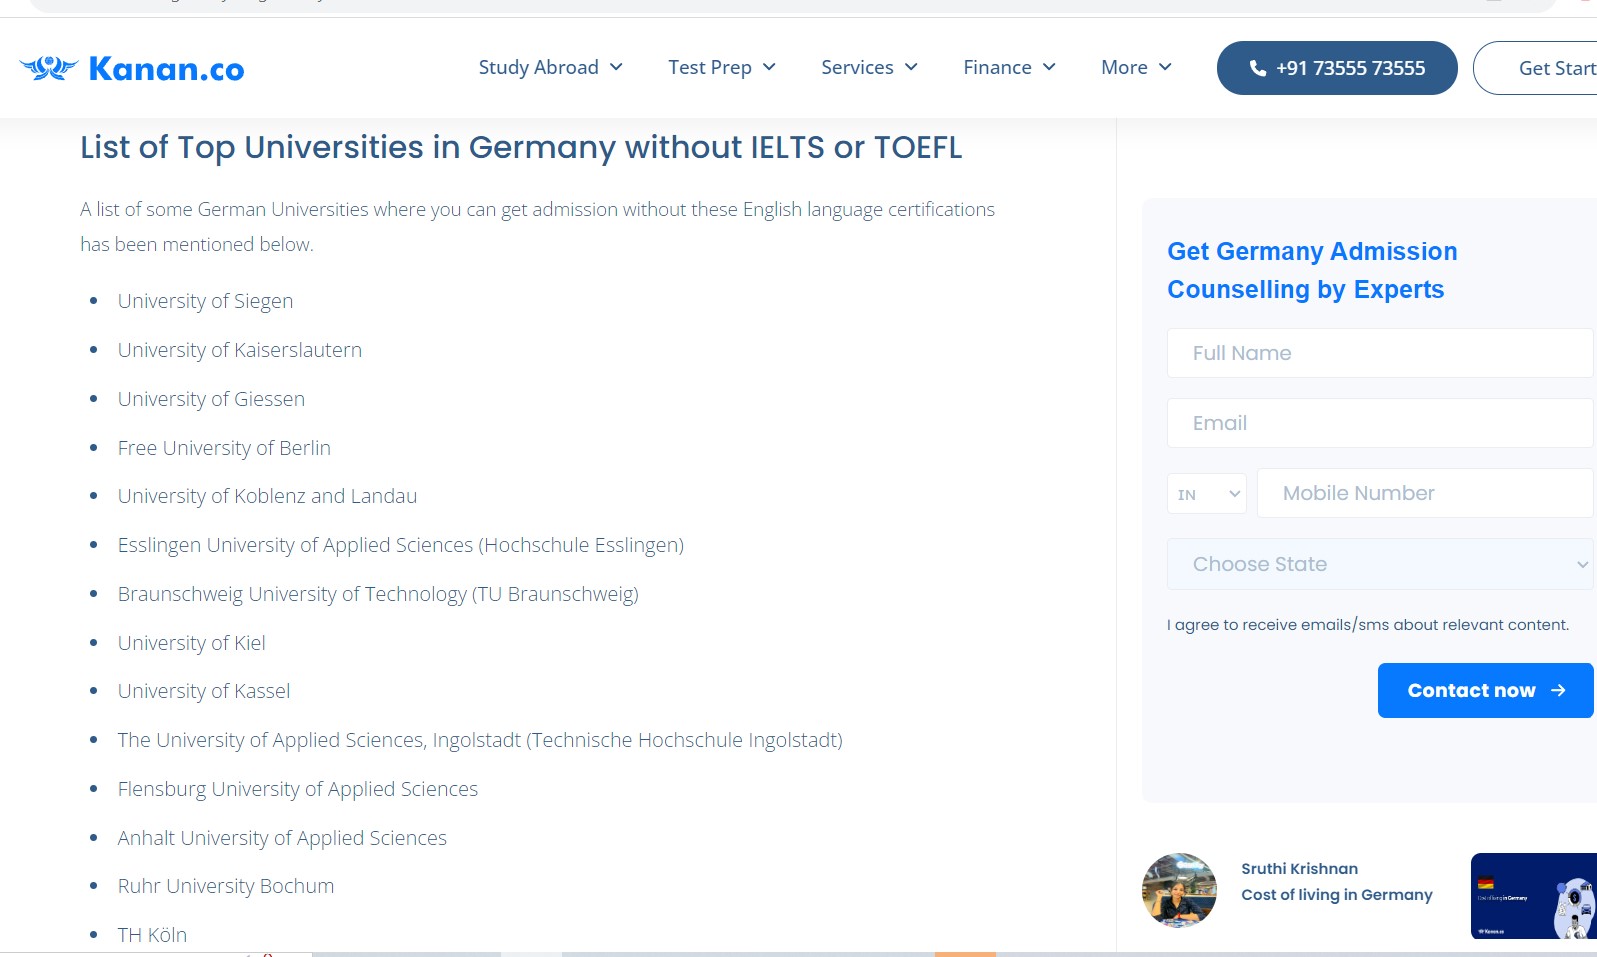 Kanan.co
Study Abroad
Test Prep
Services
Finance
More
+91 73555 73555
Get Start
List of Top Universities in Germany without IELTS or TOEFL
A list of some German Universities where you can get admission without these English language certifications
has been mentioned below.
University of Siegen
University of Kaiserslautern
University of Giessen
Free University of Berlin
University of Koblenz and Landau
Esslingen University of Applied Sciences (Hochschule Esslingen)
Braunschweig University of Technology (TU Braunschweig)
University of Kiel
University of Kassel
The University of Applied Sciences, Ingolstadt (Technische Hochschule Ingolstadt)
Flensburg University of Applied Sciences
Anhalt University of Applied Sciences
Ruhr University Bochum
TH Köln
Get Germany Admission
Counselling by Experts
Full Name
Email
IN
Mobile Number
Choose State
I agree to receive emails/sms about relevant content.
Contact now
Sruthi Krishnan
Cost of living in Germany
Cost of living in Germany
Kanan.co